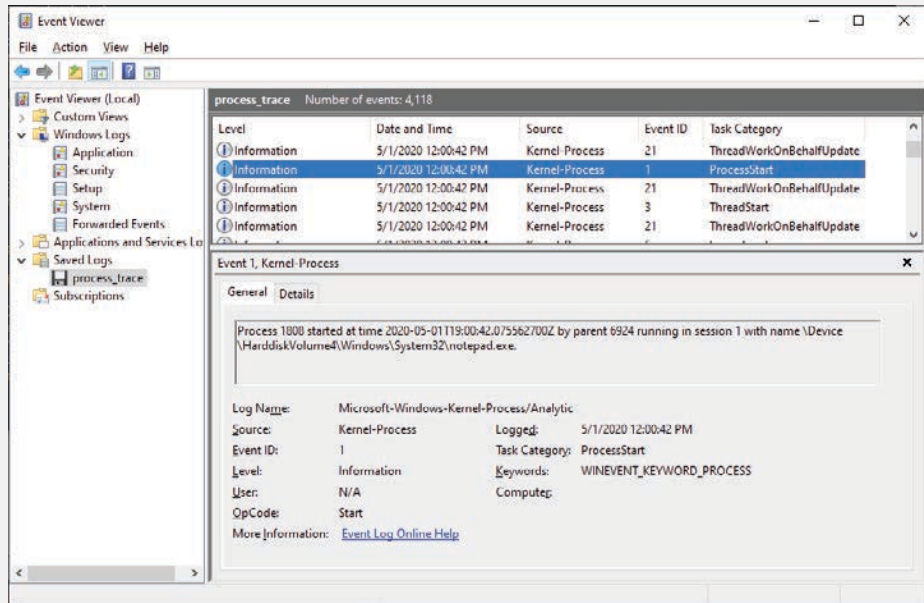 Event Viewer
File Action View Help
Event Viewer (Local)
Custom Views
Windows Logs
Application
Security
Setup
System
Forwarded Events
Applications and Services Lo
Saved Logs
process_trace
Subscriptions
process_trace Number of events: 4,118
Level Date and Time Source Event ID Task Category
Information 5/1/2020 12:00:42 PM Kernel-Process 21 ThreadWorkOnBehalfUpdate
Information 5/1/2020 12:00:42 PM Kernel-Process 1 ProcessStart
Information 5/1/2020 12:00:42 PM Kernel-Process 21 ThreadWorkOnBehalfUpdate
Information 5/1/2020 12:00:42 PM Kernel-Process 3 ThreadStart
Information 5/1/2020 12:00:42 PM Kernel-Process 21 ThreadWorkOnBehalfUpdate
Event 1, Kernel-Process
General Details
Process 1808 started at time 2020-05-01T19:00:42.075562700Z by parent 6924 running in session 1 with name \Device
\HarddiskVolume4\Windows\System32\notepad.exe.
Log Name: Microsoft-Windows-Kernel-Process/Analytic
Source: Kernel-Process Logged: 5/1/2020 12:00:42 PM
Event ID: 1 Task Category: ProcessStart
Level: Information Keywords: WINEVENT_KEYWORD_PROCESS
User: N/A Computer:
OpCode: Start
More Information: Event Log Online Help